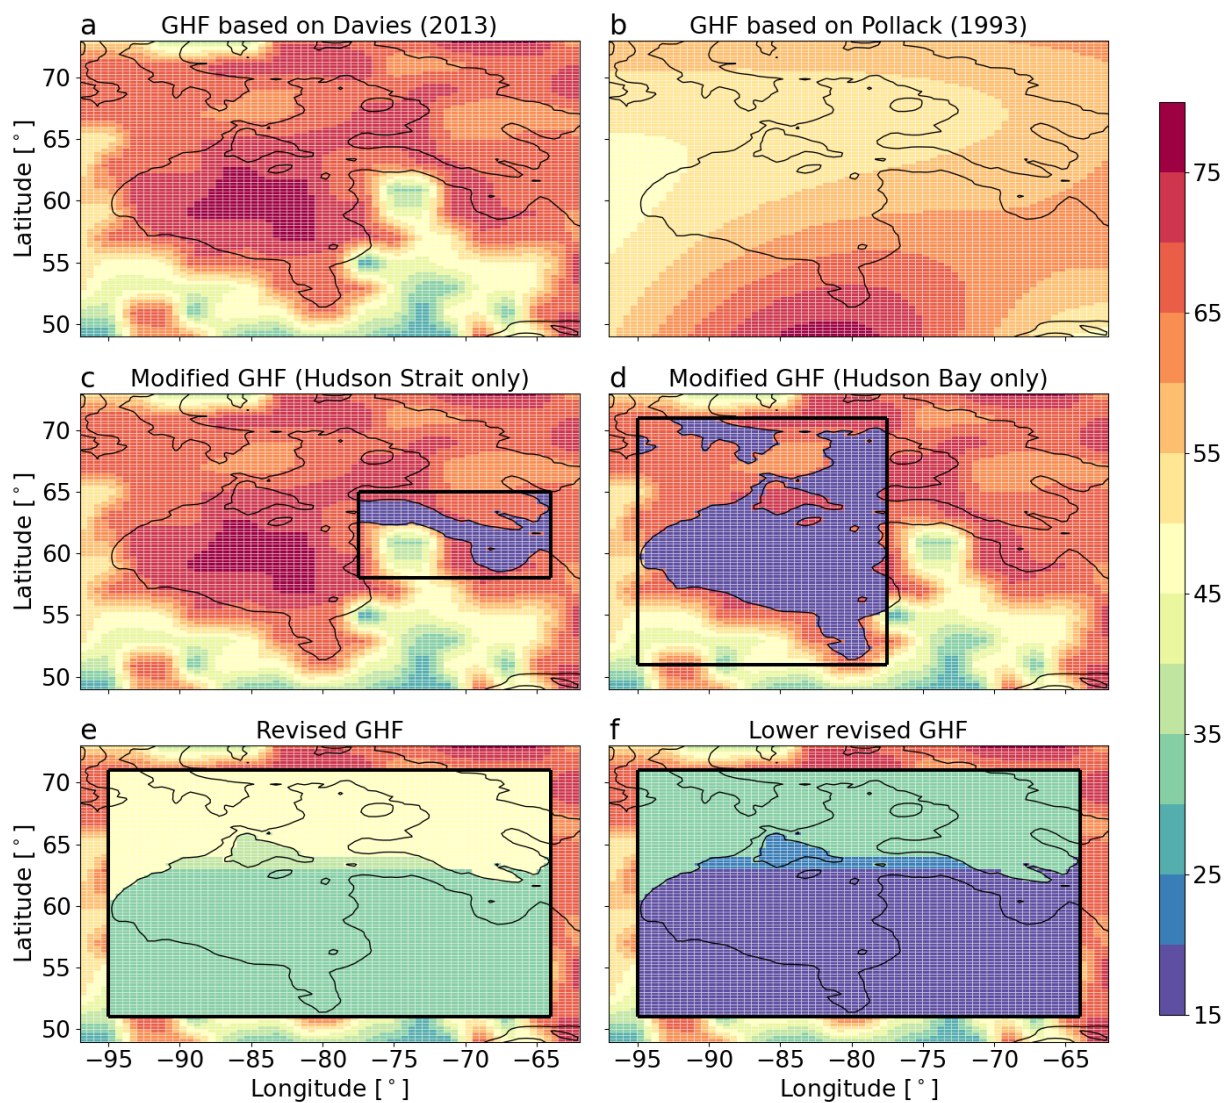 a GHF based on Davies (2013)
b GHF based on Pollack (1993)
Latitude [°]
70
65
60
55
50
c Modified GHF (Hudson Strait only)
d Modified GHF (Hudson Bay only)
Latitude [°]
70
65
60
55
50
e Revised GHF
f Lower revised GHF
Latitude [°]
70
65
60
55
50
−95 −90 −85 −80 −75 −70 −65
Longitude [°]
−95 −90 −85 −80 −75 −70 −65
Longitude [°]
75
65
55
45
35
25
15